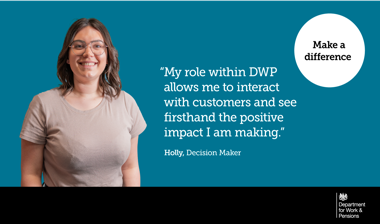 Make a
difference
“My role within DWP
allows me to interact
with customers and see
firsthand the positive
impact I am making.”
Holly, Decision Maker
Department
for Work &
Pensions